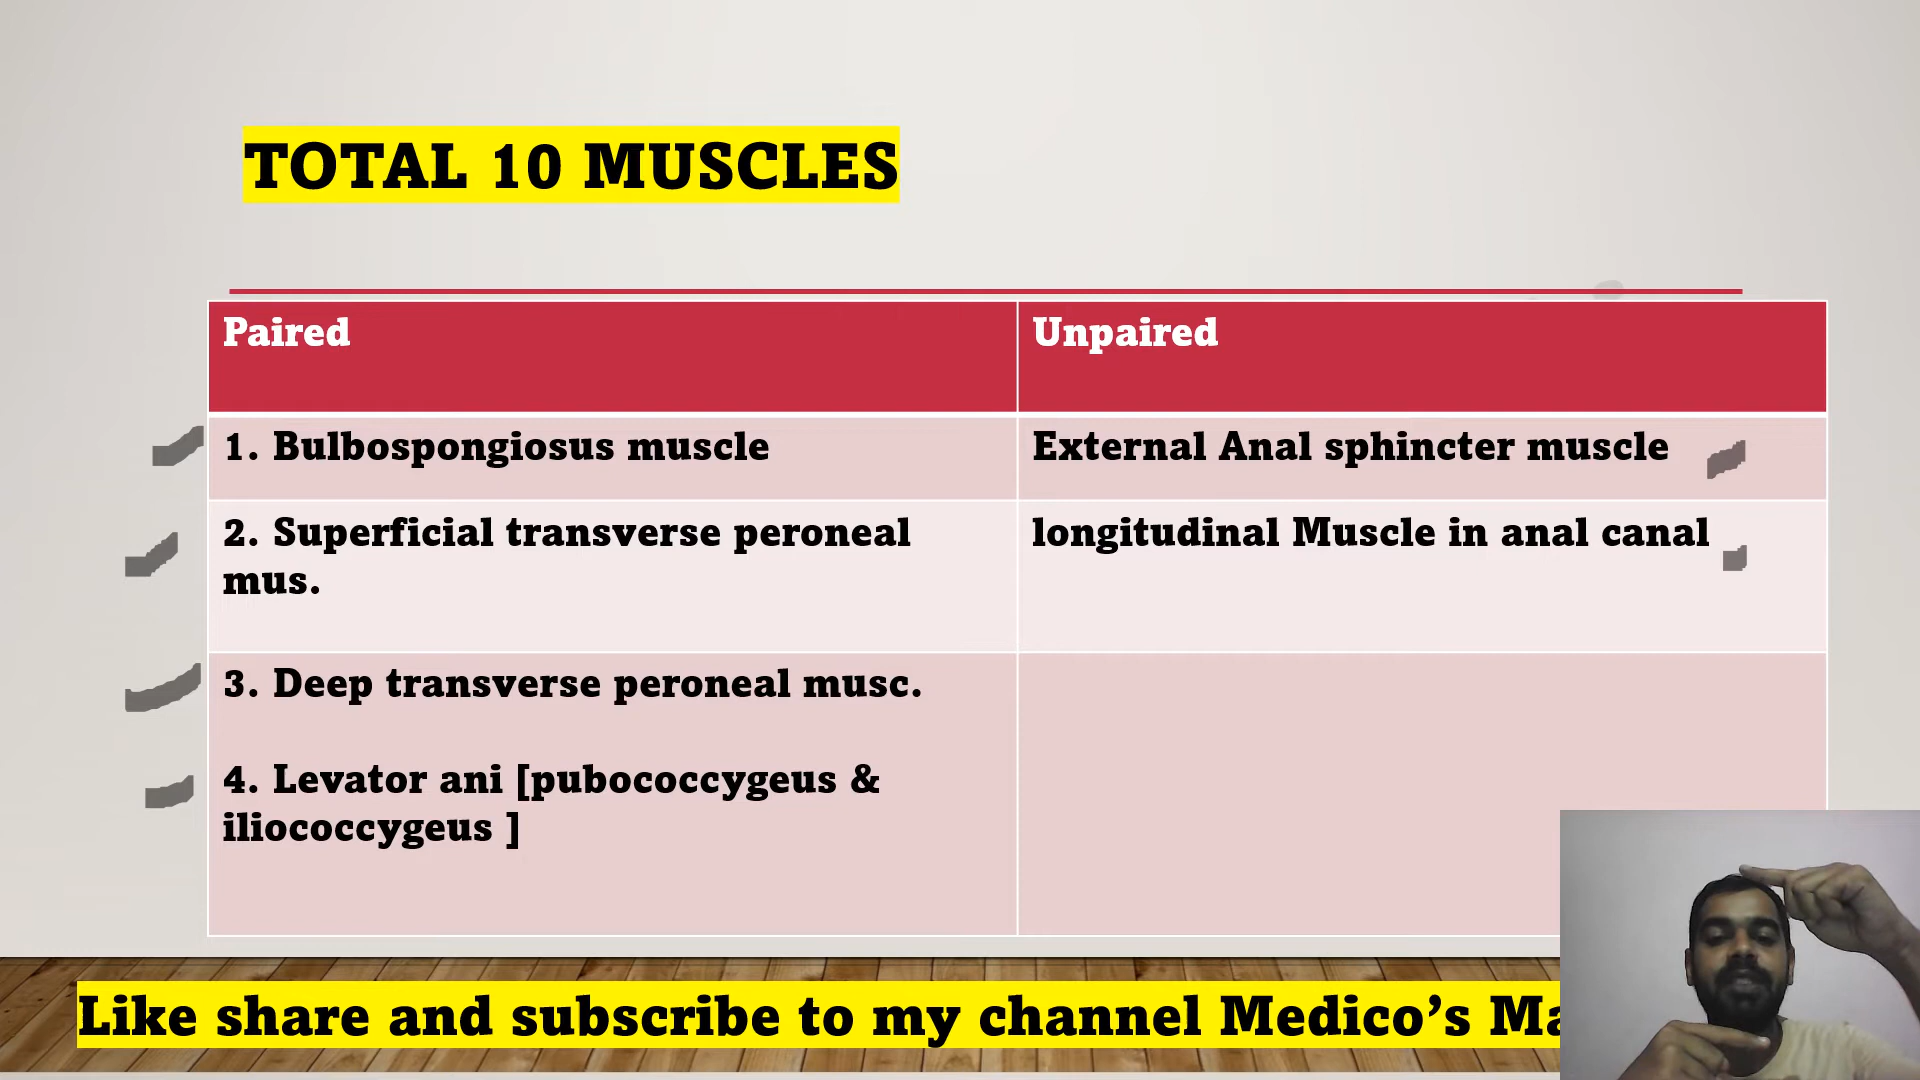 TOTAL 10 MUSCLES
Paired
Unpaired
1. Bulbospongiosus muscle
External Anal sphincter muscle
2. Superficial transverse peroneal
mus.
longitudinal Muscle in anal canal
3. Deep transverse peroneal musc.
4. Levator ani [pubococcygeus &
iliococcygeus ]
Like share and subscribe to my channel Medico’s